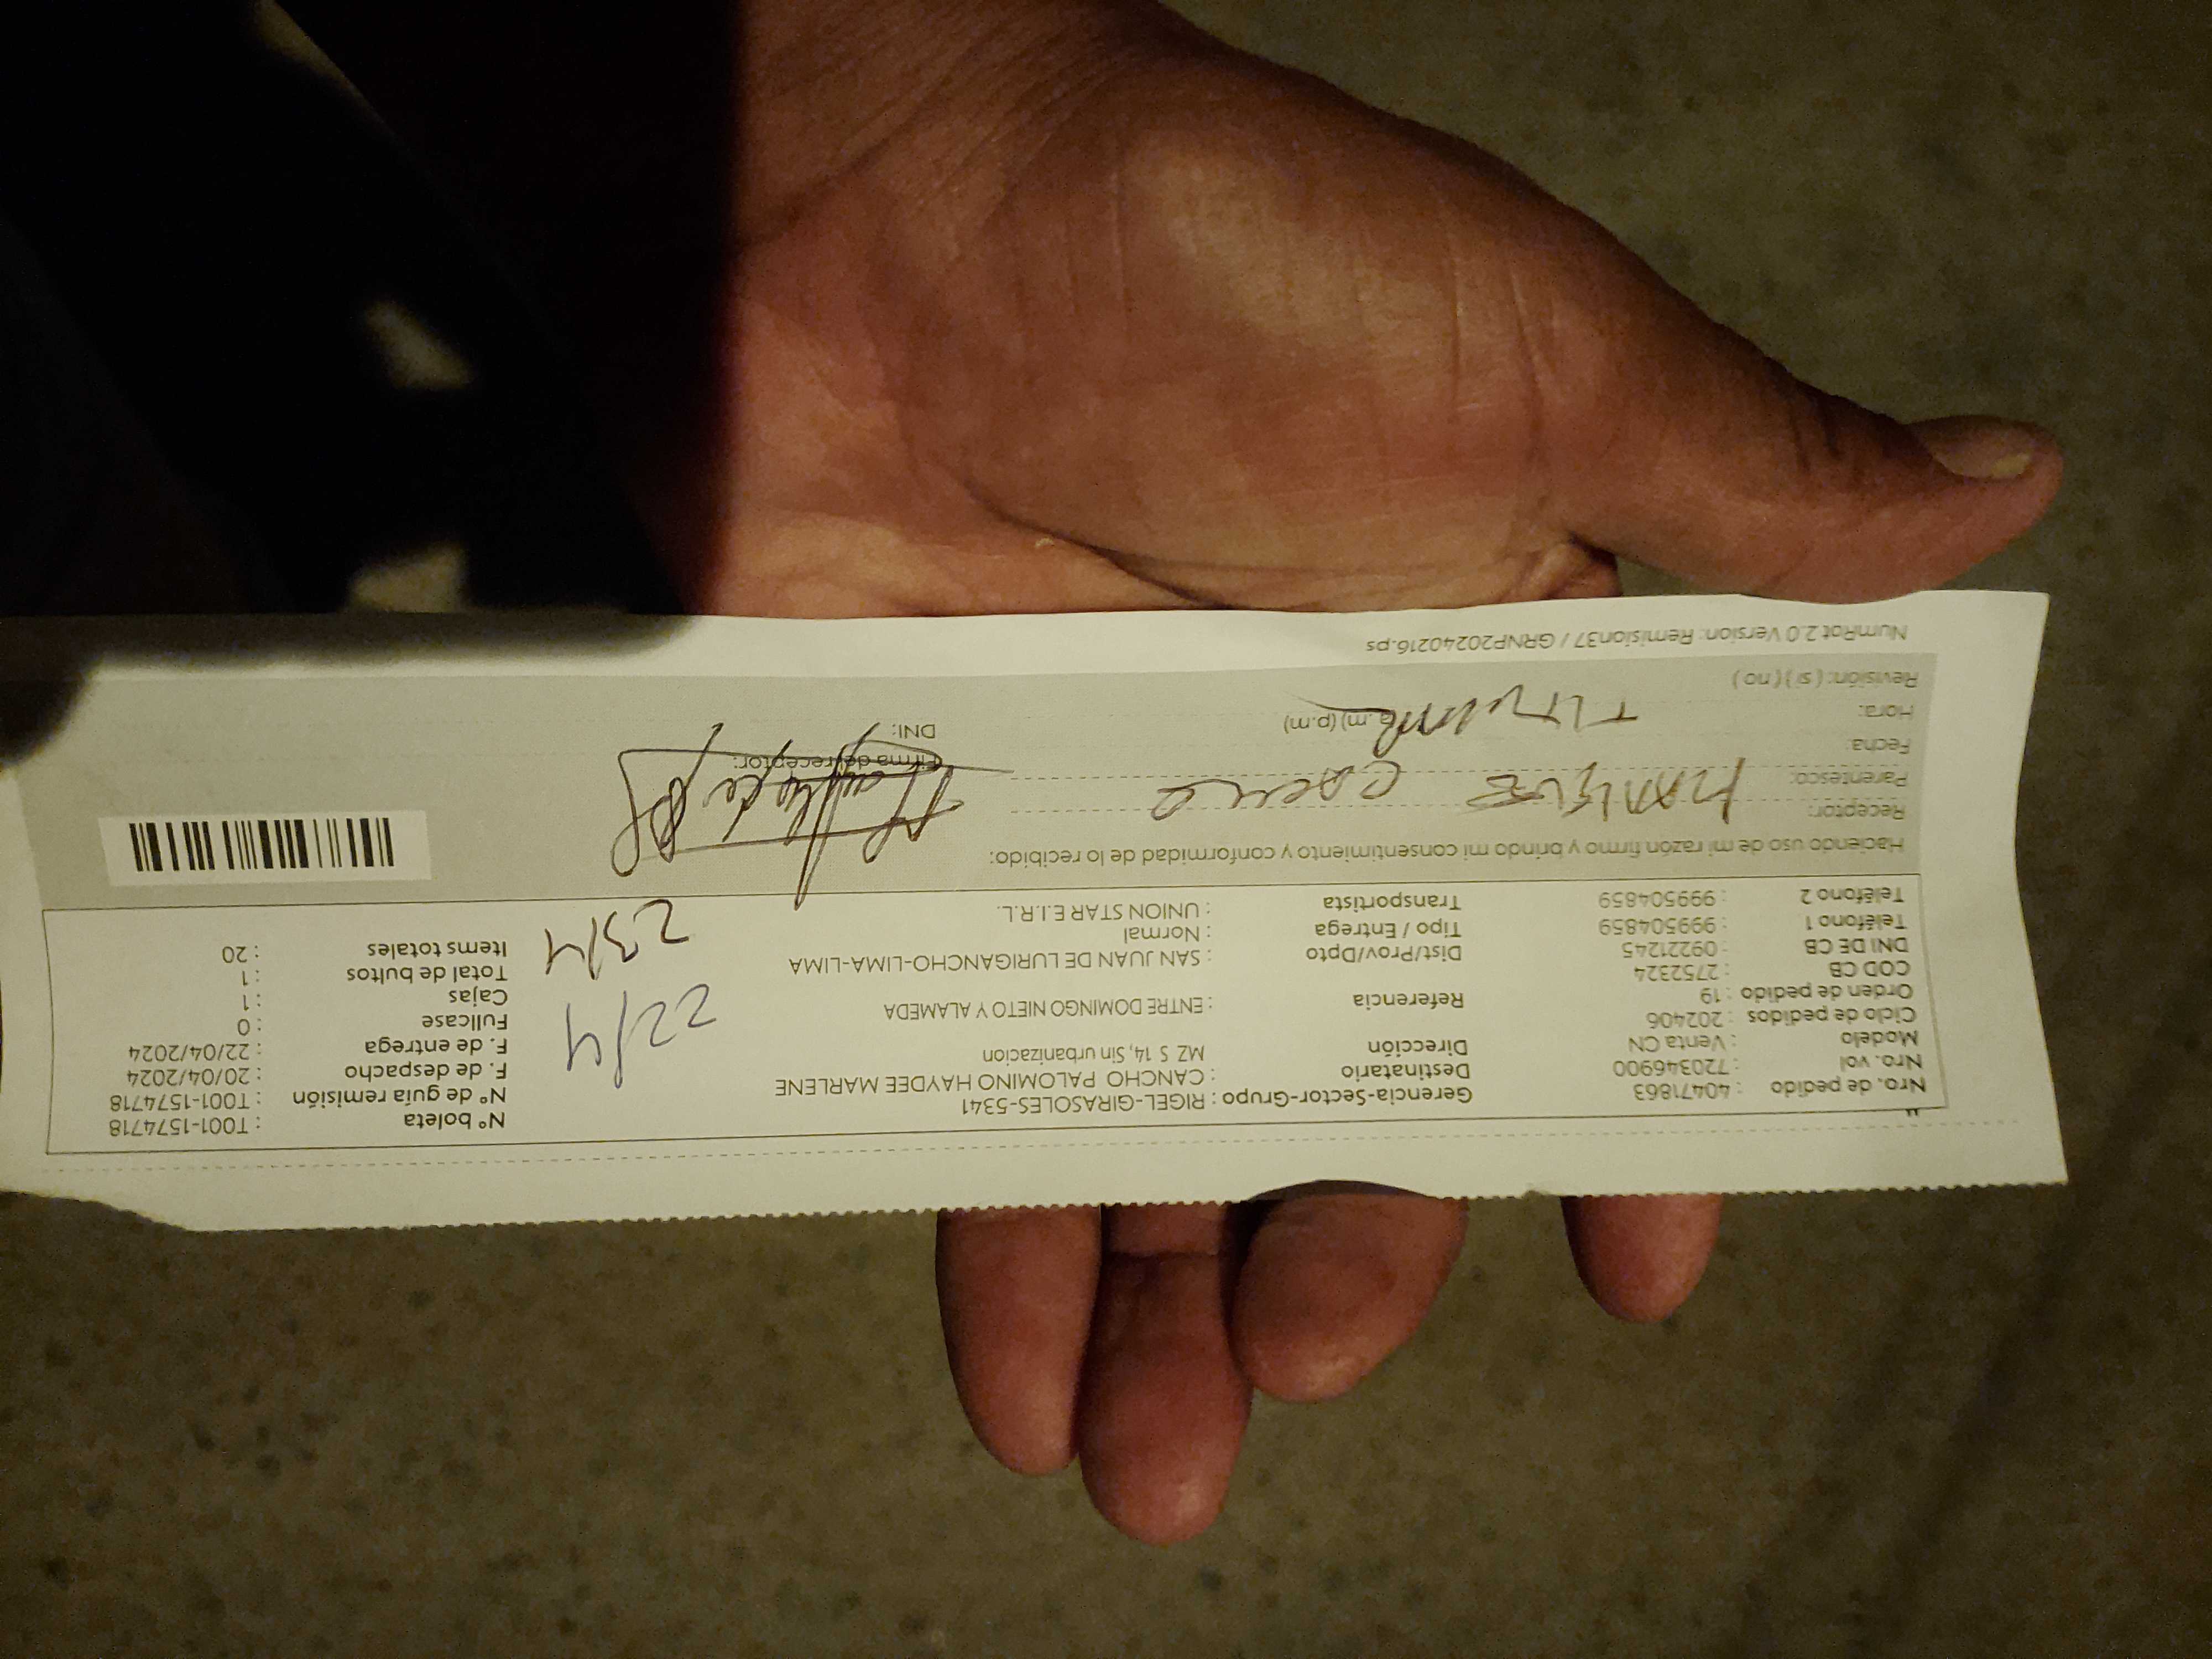 Nro. de pedido : 40471863
Nro. vol : 720346900
Modelo : Venta CN
Ciclo de pedidos : 202406
Orden de pedido : 19
COD CB : 2752324
DNI DE CB : 09221245
Teléfono 1 : 999504859
Teléfono 2 : 999504859
Gerencia-Sector-Grupo : RIGEL-GIRASOLES-5341
Destinatario : CANCHO PALOMINO HAYDEE MARLENE
Dirección MZ S 14, Sin urbanizacion
Referencia : ENTRE DOMINGO NIETO Y ALAMEDA
Dist/Prov/Dpto : SAN JUAN DE LURIGANCHO-LIMA-LIMA
Tipo / Entrega : Normal
Transportista : UNION STAR E.I.R.L.
N° boleta : T001-1574718
N° de guía remisión : T001-1574718
F. de despacho : 20/04/2024
F. de entrega : 22/04/2024
Fullcase : 0
Cajas : 1
Total de bultos : 1
Items totales : 20
22/4
23/4
Haciendo uso de mi razón firmo y brindo mi consentimiento y conformidad de lo recibido:
Receptor:
Parentesco:
Fecha:
Hora: (a.m) (p.m)
Revisión: ( si ) ( no )
Firma del receptor:
DNI:
NumRot 2.0 Version: Remision37 / GRNP20240216.ps